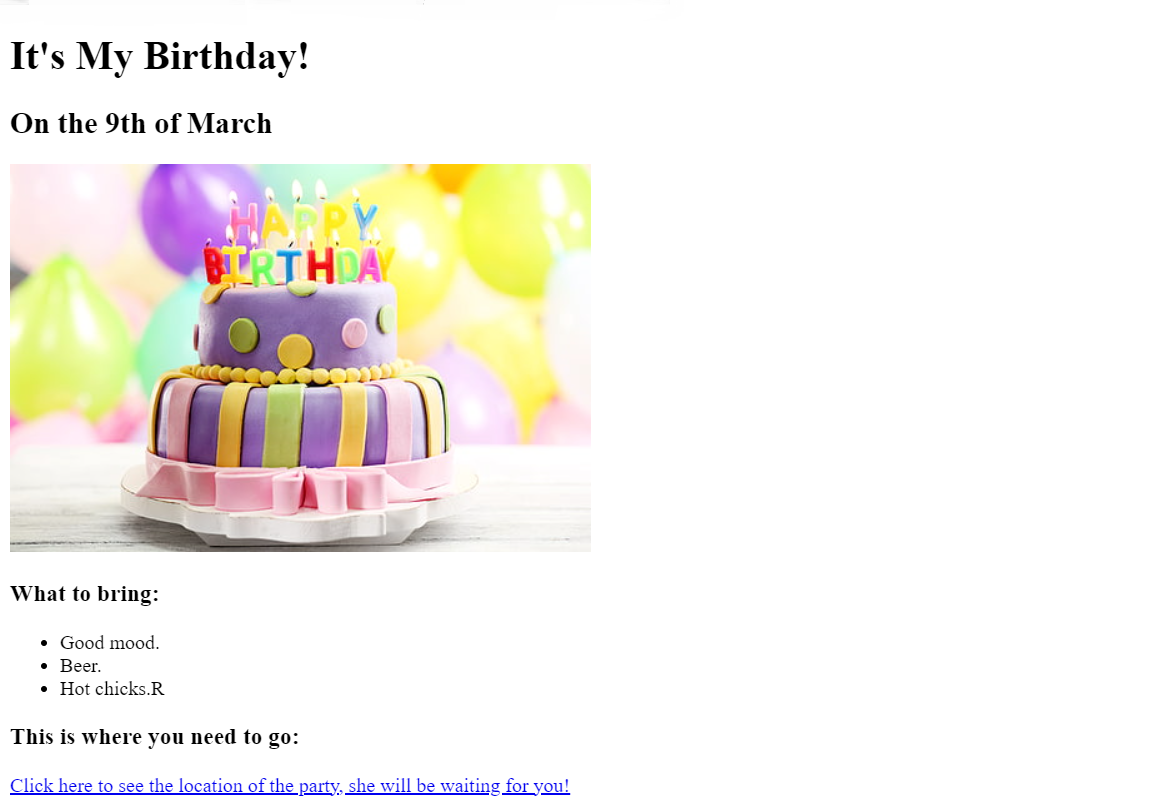 It's My Birthday!
On the 9th of March
HAPPY
BIRTHDAY
What to bring:
Good mood.
Beer.
Hot chicks.R
This is where you need to go:
Click here to see the location of the party, she will be waiting for you!